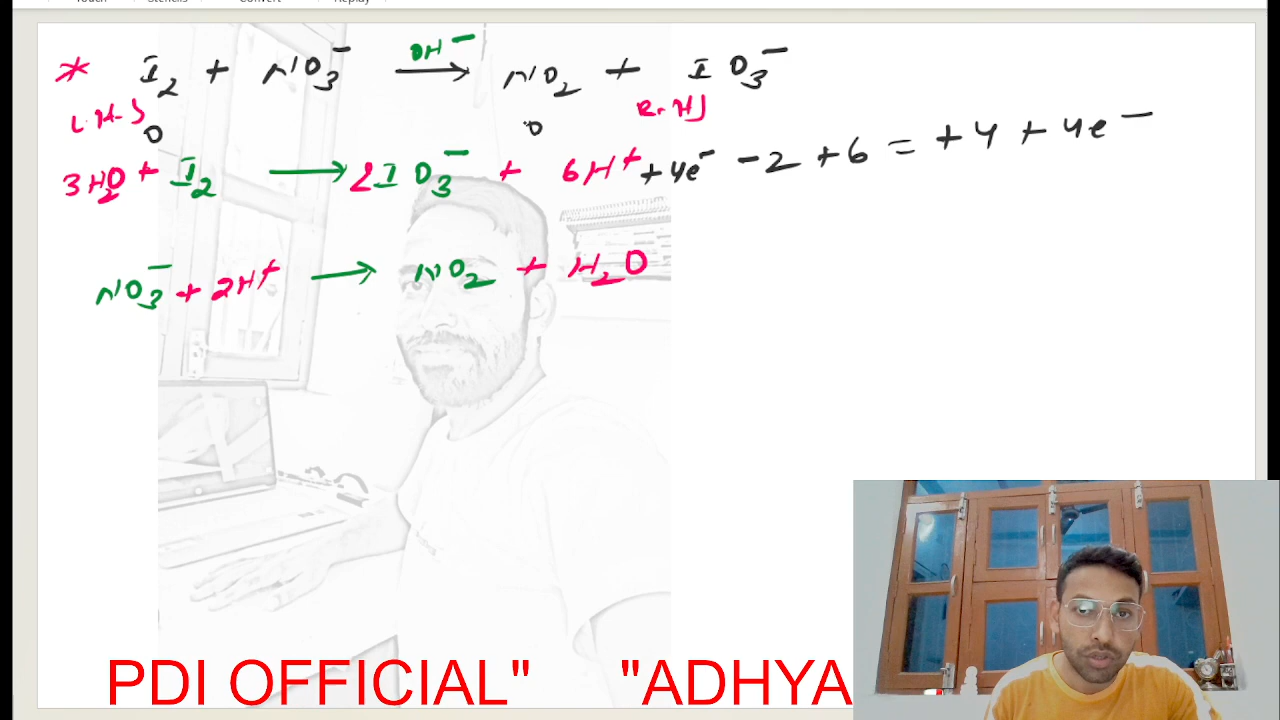 * I₂ + NO₃⁻ —OH⁻→ NO₂ + IO₃⁻
L.H.S R.H.S
0 0
3H₂O + I₂ → 2IO₃⁻ + 6H⁺ + 4e⁻ -2 + 6 = +4 + 4e⁻
NO₃⁻ + 2H⁺ → NO₂ + H₂O
PDI OFFICIAL" "ADHYA